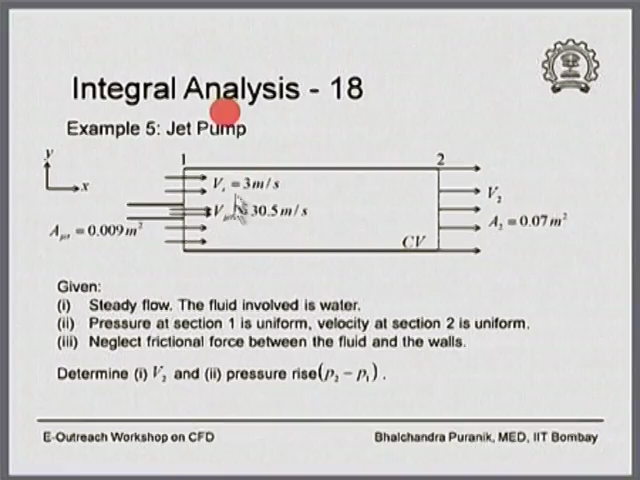 Integral Analysis - 18
Example 5: Jet Pump
y
x
1
2
V₁ = 3 m/s
= 30.5 m/s
V₂
A₂ = 0.07 m²
A_jet = 0.009 m²
CV
Given:
(i) Steady flow. The fluid involved is water.
(ii) Pressure at section 1 is uniform, velocity at section 2 is uniform.
(iii) Neglect frictional force between the fluid and the walls.
Determine (i) V₂ and (ii) pressure rise(p₂ − p₁) .
E-Outreach Workshop on CFD
Bhalchandra Puranik, MED, IIT Bombay